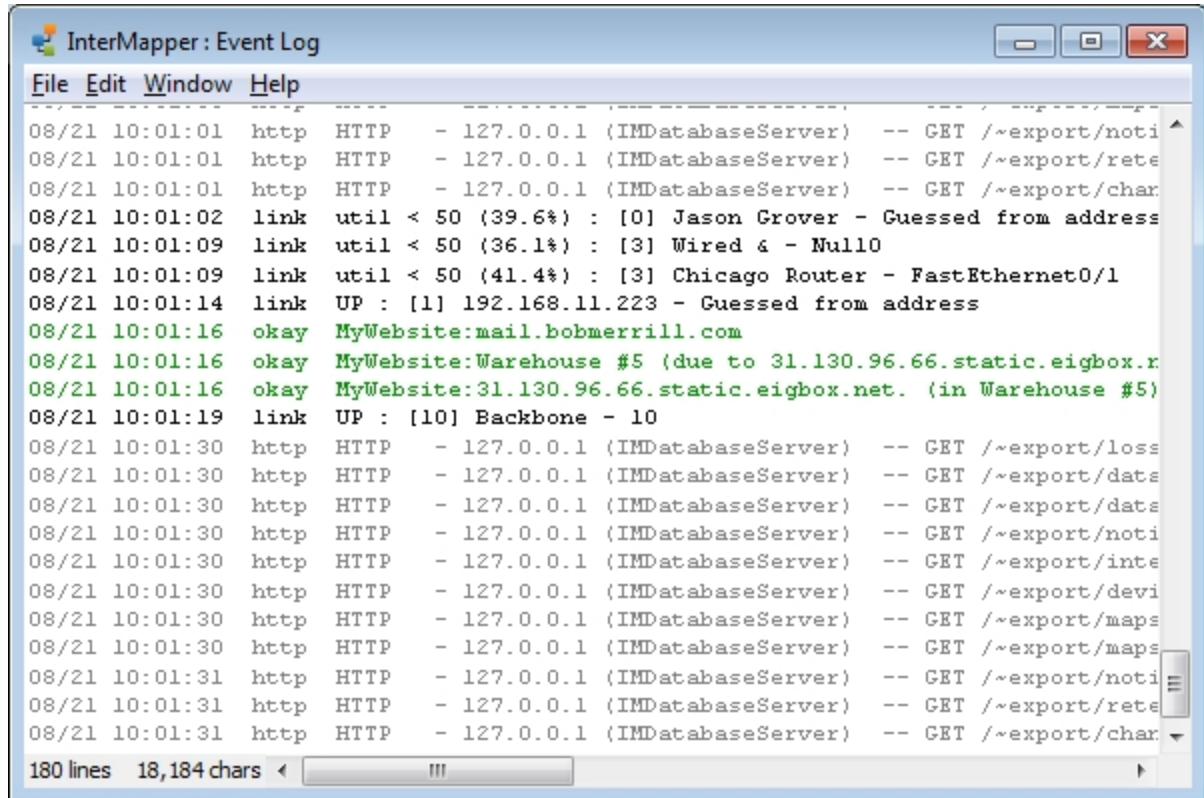 InterMapper : Event Log
File Edit Window Help
08/21 10:01:01 http HTTP - 127.0.0.1 (IMDatabaseServer) -- GET /~export/noti
08/21 10:01:01 http HTTP - 127.0.0.1 (IMDatabaseServer) -- GET /~export/rete
08/21 10:01:01 http HTTP - 127.0.0.1 (IMDatabaseServer) -- GET /~export/chan
08/21 10:01:02 link util < 50 (39.6%) : [0] Jason Grover - Guessed from address
08/21 10:01:09 link util < 50 (36.1%) : [3] Wired & - Null0
08/21 10:01:09 link util < 50 (41.4%) : [3] Chicago Router - FastEthernet0/1
08/21 10:01:14 link UP : [1] 192.168.11.223 - Guessed from address
08/21 10:01:16 okay MyWebsite:mail.bobmerrill.com
08/21 10:01:16 okay MyWebsite:Warehouse #5 (due to 31.130.96.66.static.eigbox.n
08/21 10:01:16 okay MyWebsite:31.130.96.66.static.eigbox.net. (in Warehouse #5)
08/21 10:01:19 link UP : [10] Backbone - 10
08/21 10:01:30 http HTTP - 127.0.0.1 (IMDatabaseServer) -- GET /~export/loss
08/21 10:01:30 http HTTP - 127.0.0.1 (IMDatabaseServer) -- GET /~export/data
08/21 10:01:30 http HTTP - 127.0.0.1 (IMDatabaseServer) -- GET /~export/data
08/21 10:01:30 http HTTP - 127.0.0.1 (IMDatabaseServer) -- GET /~export/noti
08/21 10:01:30 http HTTP - 127.0.0.1 (IMDatabaseServer) -- GET /~export/inte
08/21 10:01:30 http HTTP - 127.0.0.1 (IMDatabaseServer) -- GET /~export/devi
08/21 10:01:30 http HTTP - 127.0.0.1 (IMDatabaseServer) -- GET /~export/maps
08/21 10:01:30 http HTTP - 127.0.0.1 (IMDatabaseServer) -- GET /~export/maps
08/21 10:01:31 http HTTP - 127.0.0.1 (IMDatabaseServer) -- GET /~export/noti
08/21 10:01:31 http HTTP - 127.0.0.1 (IMDatabaseServer) -- GET /~export/rete
08/21 10:01:31 http HTTP - 127.0.0.1 (IMDatabaseServer) -- GET /~export/chan
180 lines 18,184 chars